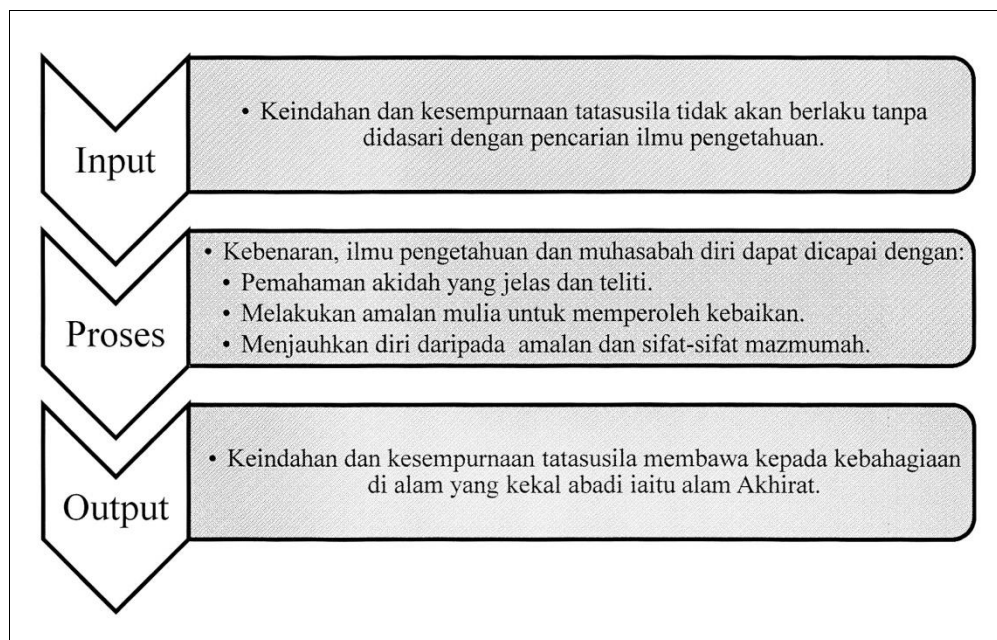 Input
• Keindahan dan kesempurnaan tatasusila tidak akan berlaku tanpa
didasari dengan pencarian ilmu pengetahuan.
Proses
• Kebenaran, ilmu pengetahuan dan muhasabah diri dapat dicapai dengan:
• Pemahaman akidah yang jelas dan teliti.
• Melakukan amalan mulia untuk memperoleh kebaikan.
• Menjauhkan diri daripada amalan dan sifat-sifat mazmumah.
Output
• Keindahan dan kesempurnaan tatasusila membawa kepada kebahagiaan
di alam yang kekal abadi iaitu alam Akhirat.